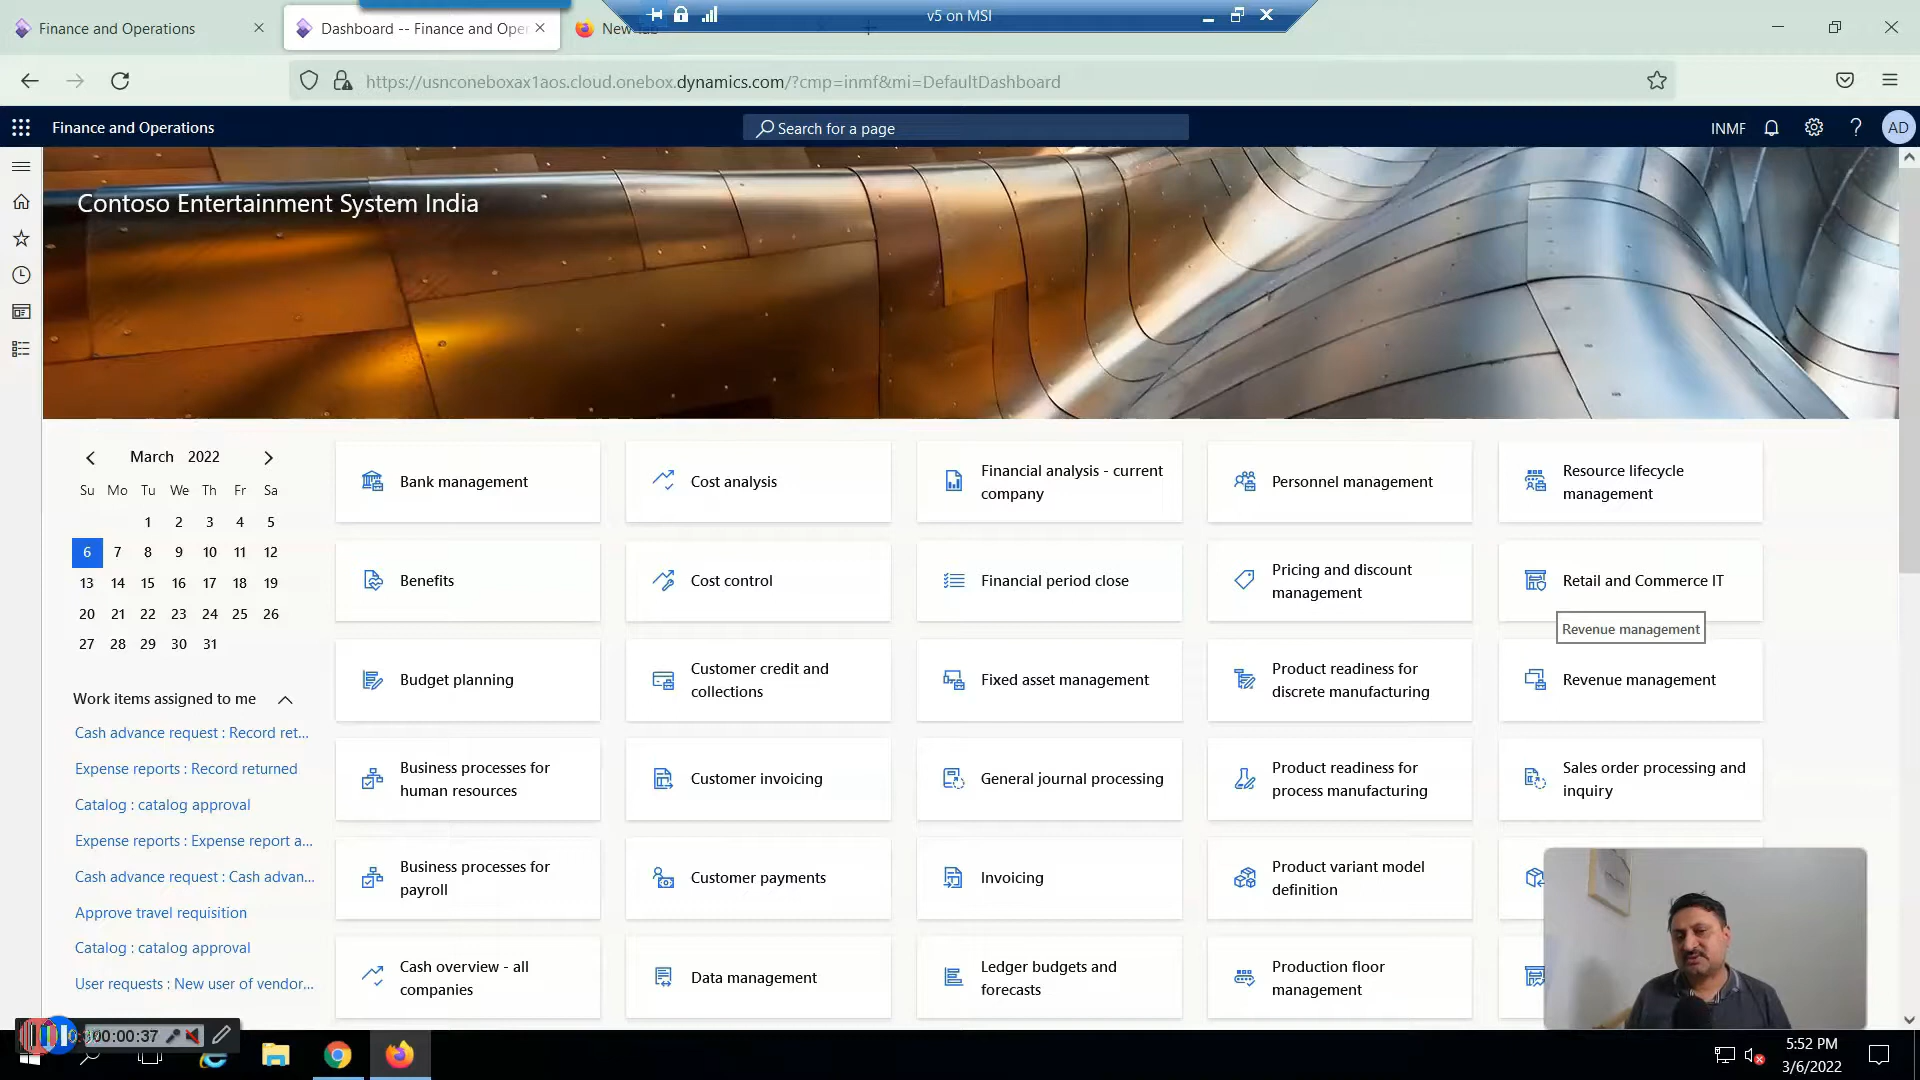 v5 on MSI
Finance and Operations
Dashboard -- Finance and Oper
New Tab
https://usnconeboxax1aos.cloud.onebox.dynamics.com/?cmp=inmf&mi=DefaultDashboard
Finance and Operations
Search for a page
INMF
?
AD
Contoso Entertainment System India
March 2022
Su Mo Tu We Th Fr Sa
1 2 3 4 5
6 7 8 9 10 11 12
13 14 15 16 17 18 19
20 21 22 23 24 25 26
27 28 29 30 31
Work items assigned to me
Cash advance request : Record ret...
Expense reports : Record returned
Catalog : catalog approval
Expense reports : Expense report a...
Cash advance request : Cash advan...
Approve travel requisition
Catalog : catalog approval
User requests : New user of vendor...
Bank management
Cost analysis
Financial analysis - current
company
Personnel management
Resource lifecycle
management
Benefits
Cost control
Financial period close
Pricing and discount
management
Retail and Commerce IT
Revenue management
Budget planning
Customer credit and
collections
Fixed asset management
Product readiness for
discrete manufacturing
Revenue management
Business processes for
human resources
Customer invoicing
General journal processing
Product readiness for
process manufacturing
Sales order processing and
inquiry
Business processes for
payroll
Customer payments
Invoicing
Product variant model
definition
Cash overview - all
companies
Data management
Ledger budgets and
forecasts
Production floor
management
00:00:37
5:52 PM
3/6/2022